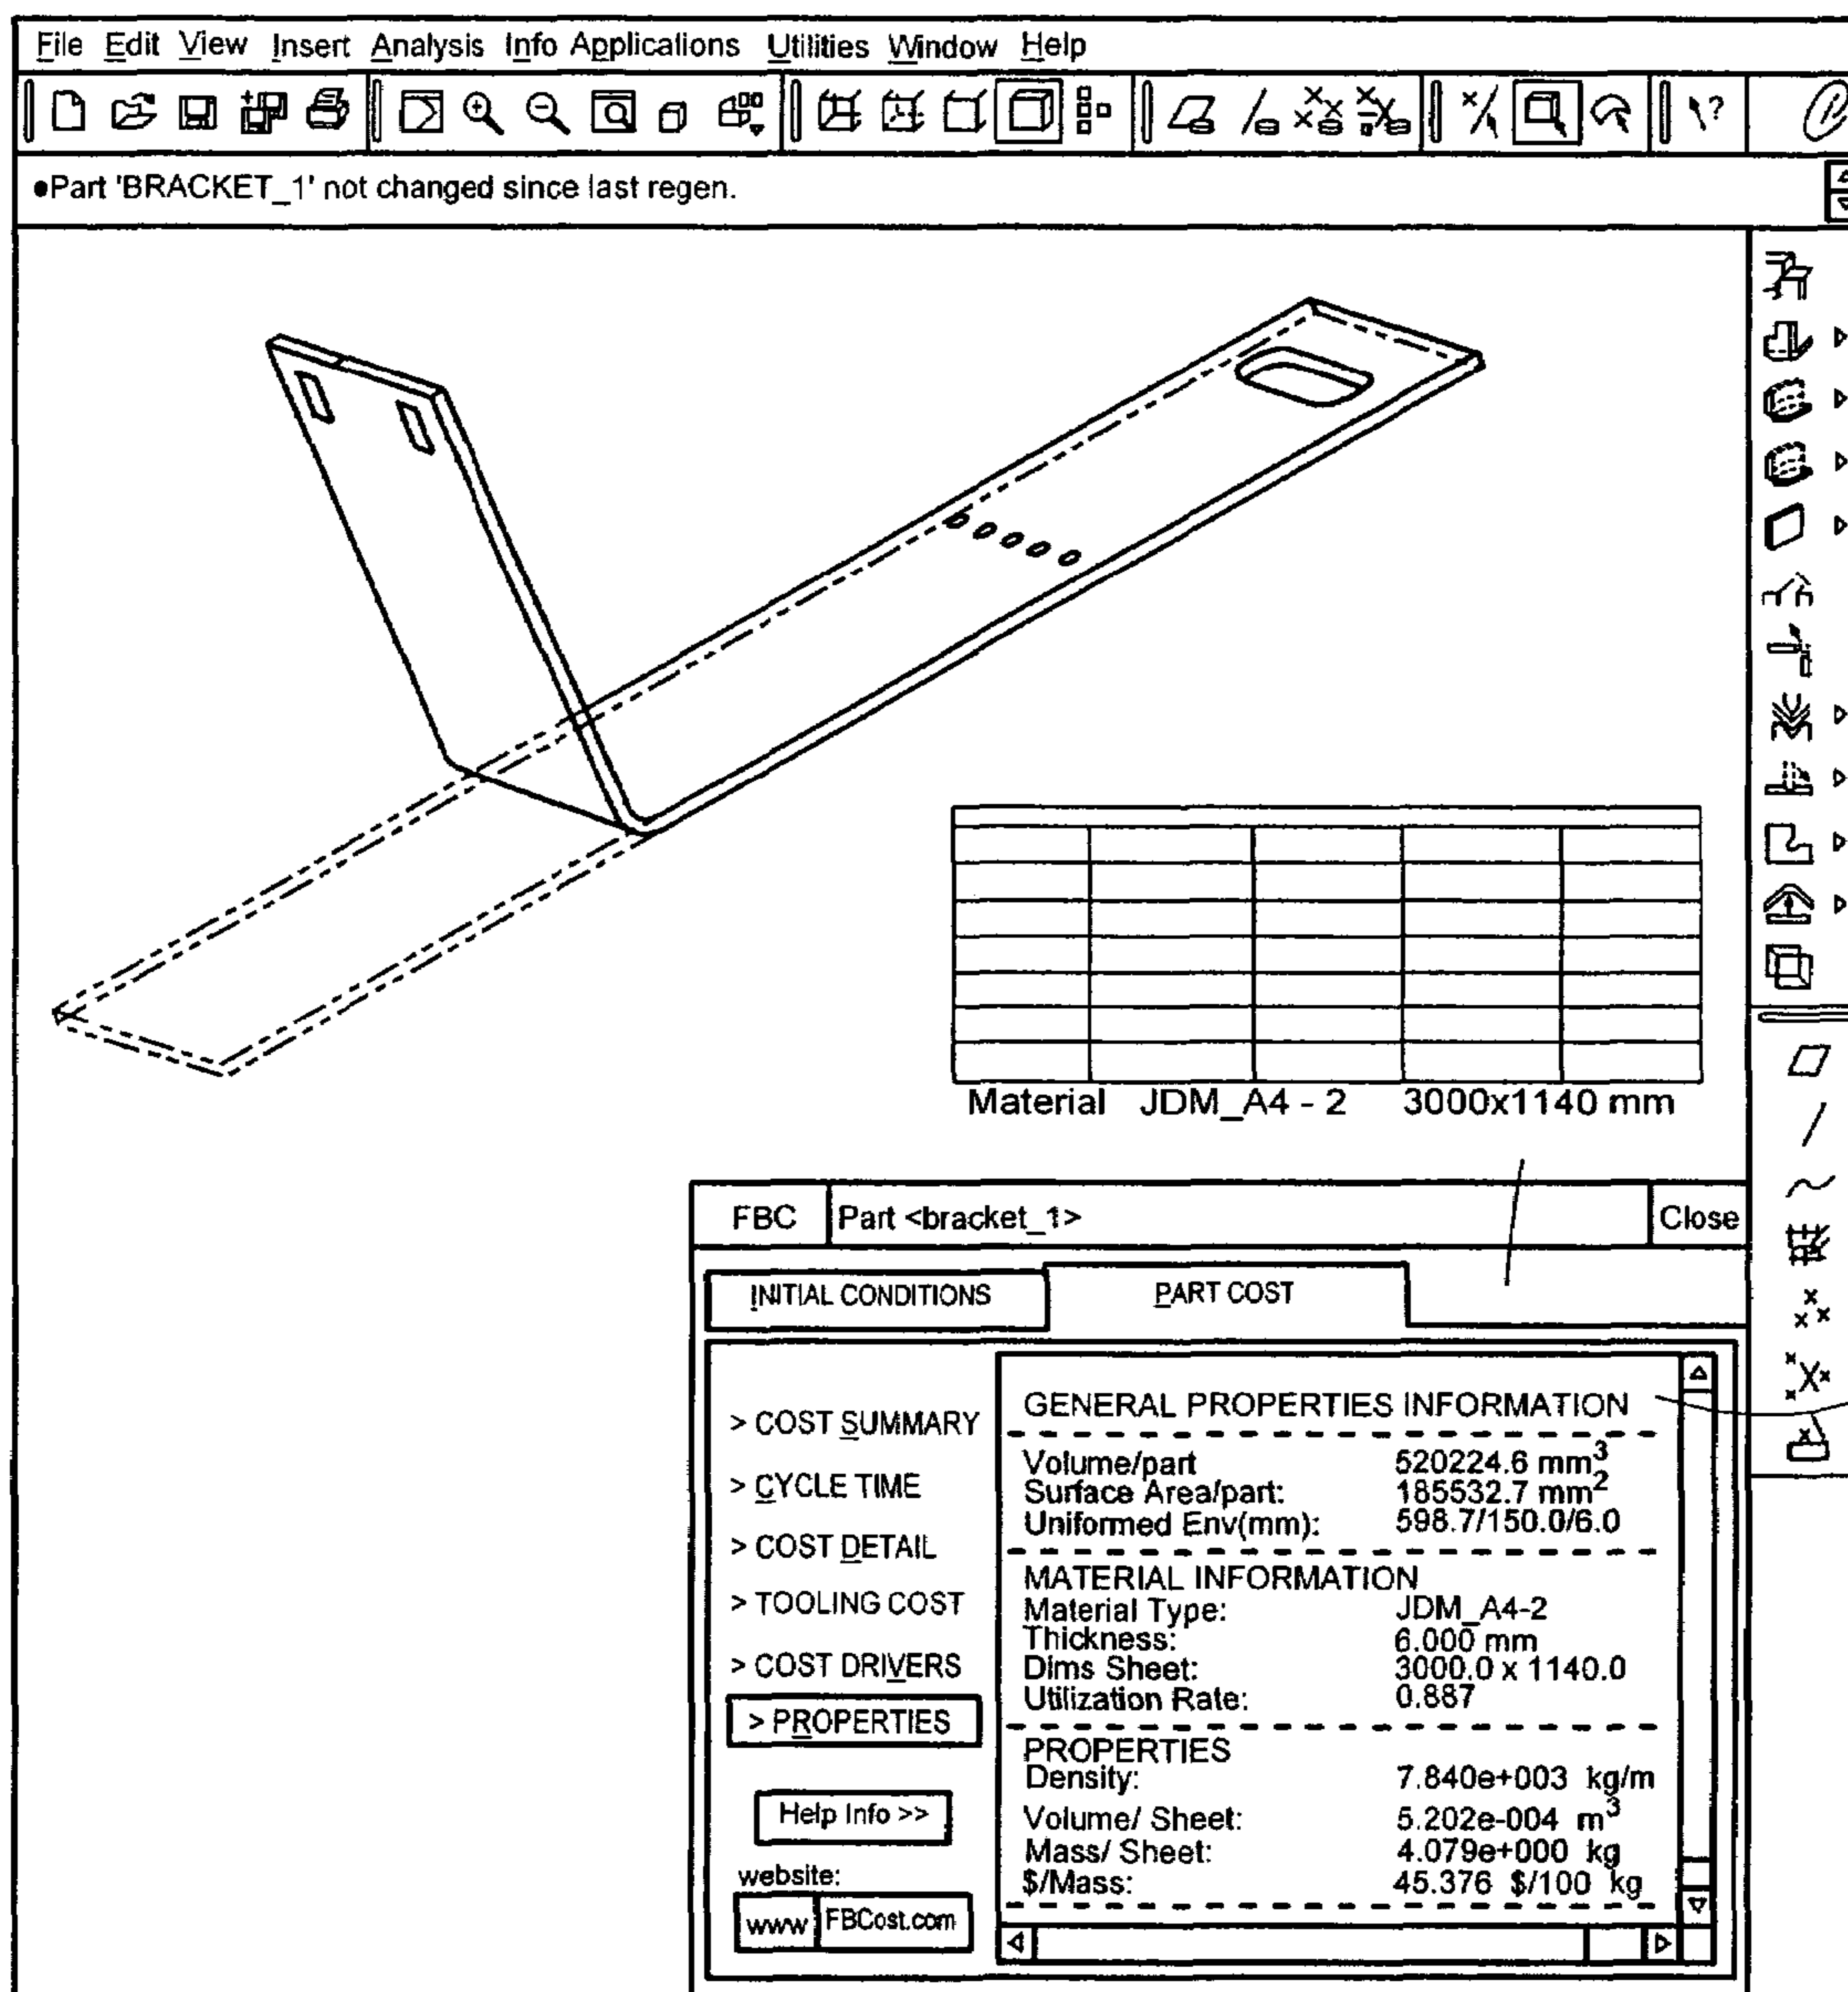 File Edit View Insert Analysis Info Applications Utilities Window Help
•Part 'BRACKET_1' not changed since last regen.
Material JDM_A4 - 2 3000x1140 mm
FBC Part <bracket_1> Close
INITIAL CONDITIONS PART COST
> COST SUMMARY
> CYCLE TIME
> COST DETAIL
> TOOLING COST
> COST DRIVERS
> PROPERTIES
Help Info >>
website:
www FBCost.com
GENERAL PROPERTIES INFORMATION
Volume/part 520224.6 mm³
Surface Area/part: 185532.7 mm²
Uniformed Env(mm): 598.7/150.0/6.0
MATERIAL INFORMATION
Material Type: JDM_A4-2
Thickness: 6.000 mm
Dims Sheet: 3000.0 x 1140.0
Utilization Rate: 0.887
PROPERTIES
Density: 7.840e+003 kg/m
Volume/ Sheet: 5.202e-004 m³
Mass/ Sheet: 4.079e+000 kg
$/Mass: 45.376 $/100 kg